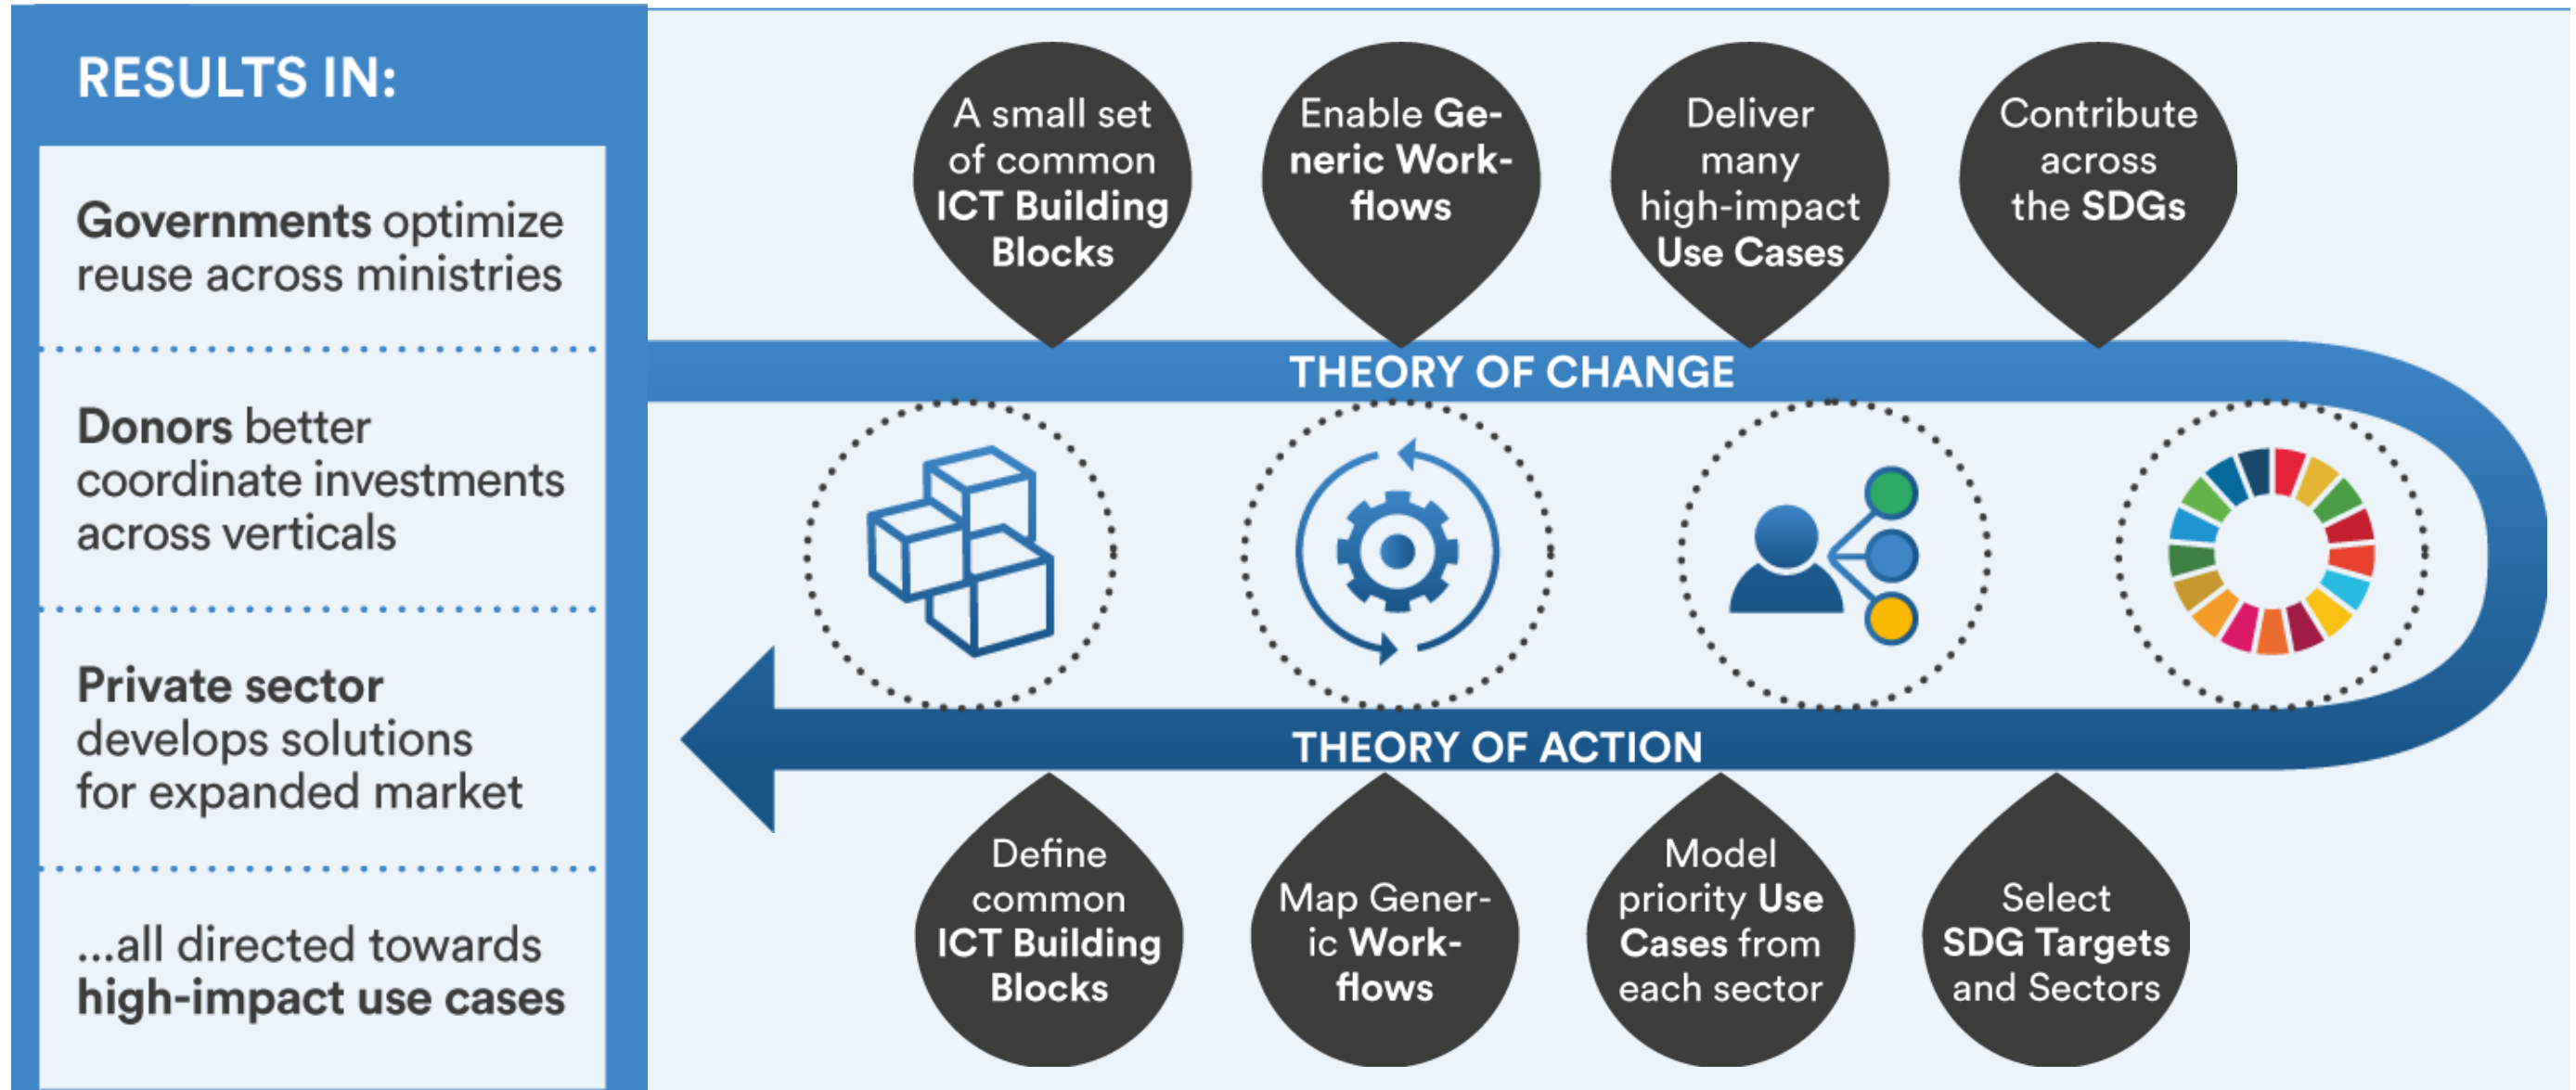 RESULTS IN:
Governments optimize
reuse across ministries
Donors better
coordinate investments
across verticals
Private sector
develops solutions
for expanded market
...all directed towards
high-impact use cases
A small set
of common
ICT Building
Blocks
Enable Ge-
neric Work-
flows
Deliver
many
high-impact
Use Cases
Contribute
across
the SDGs
THEORY OF CHANGE
THEORY OF ACTION
Define
common
ICT Building
Blocks
Map Gener-
ic Work-
flows
Model
priority Use
Cases from
each sector
Select
SDG Targets
and Sectors